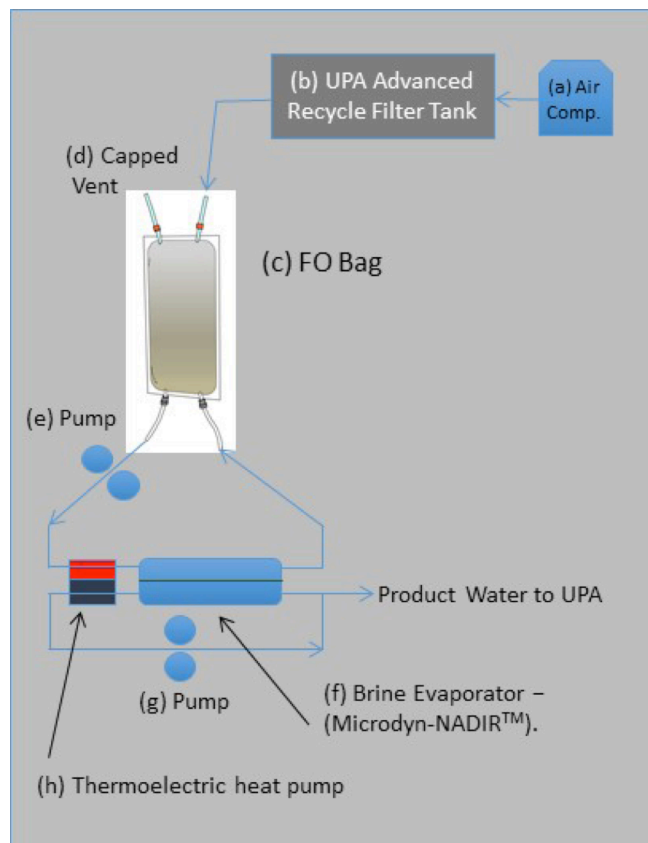 (b) UPA Advanced
Recycle Filter Tank
(a) Air
Comp.
(d) Capped
Vent
(c) FO Bag
(e) Pump
Product Water to UPA
(g) Pump
(f) Brine Evaporator –
(Microdyn-NADIR™).
(h) Thermoelectric heat pump